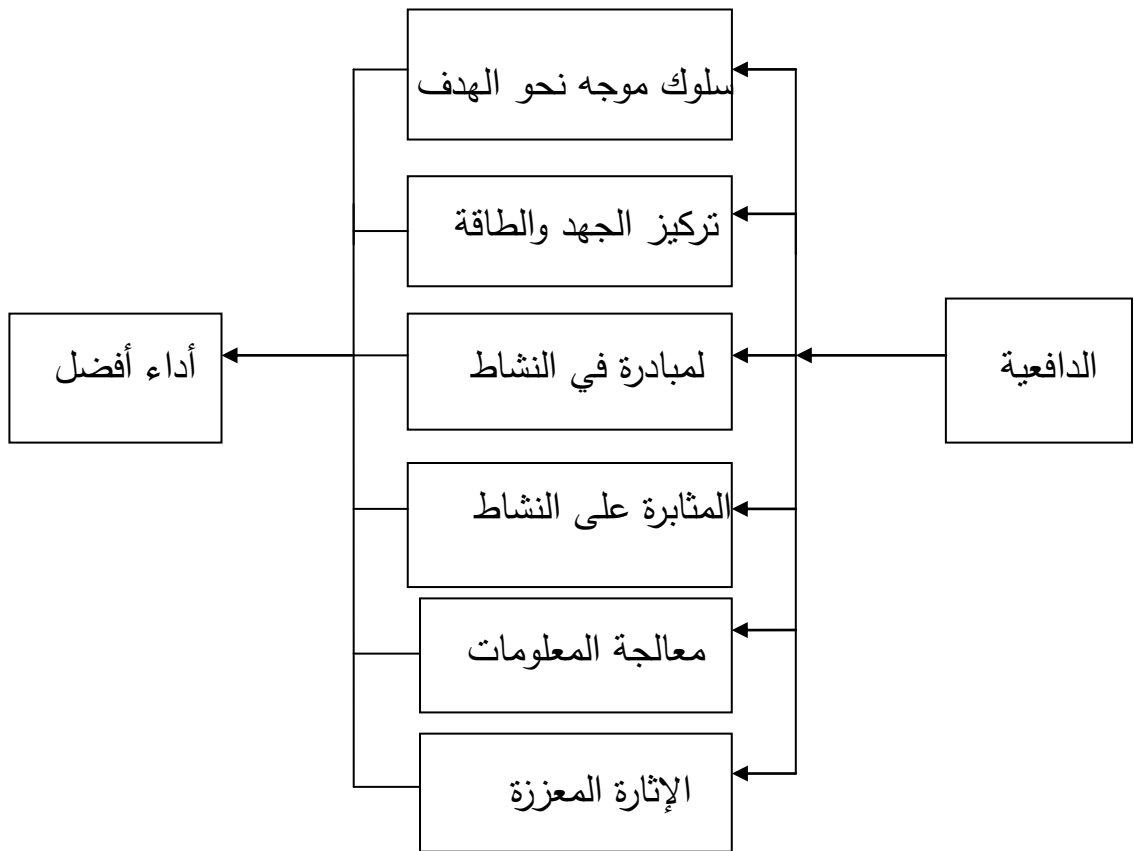 الدافعية
سلوك موجه نحو الهدف
تركيز الجهد والطاقة
لمبادرة في النشاط
المثابرة على النشاط
معالجة المعلومات
الإثارة المعززة
أداء أفضل